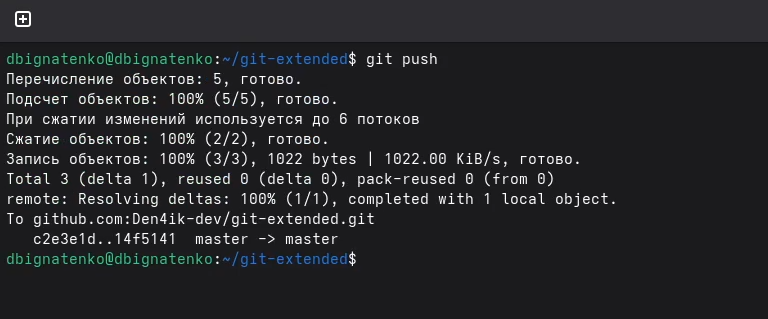 dbignatenko@dbignatenko:~/git-extended$ git push
Перечисление объектов: 5, готово.
Подсчет объектов: 100% (5/5), готово.
При сжатии изменений используется до 6 потоков
Сжатие объектов: 100% (2/2), готово.
Запись объектов: 100% (3/3), 1022 bytes | 1022.00 KiB/s, готово.
Total 3 (delta 1), reused 0 (delta 0), pack-reused 0 (from 0)
remote: Resolving deltas: 100% (1/1), completed with 1 local object.
To github.com:Den4ik-dev/git-extended.git
   c2e3e1d..14f5141  master -> master
dbignatenko@dbignatenko:~/git-extended$